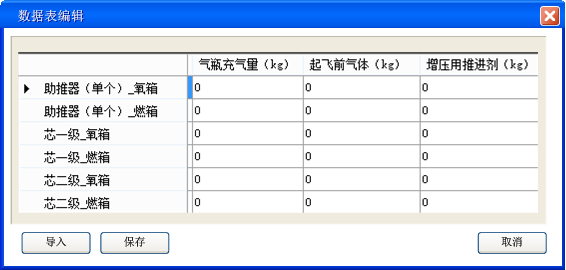 数据表编辑
气瓶充气量（kg） 起飞前气体（kg） 增压用推进剂（kg）
助推器（单个）_氧箱 0 0 0
助推器（单个）_燃箱 0 0 0
芯一级_氧箱 0 0 0
芯一级_燃箱 0 0 0
芯二级_氧箱 0 0 0
芯二级_燃箱 0 0 0
导入 保存 取消